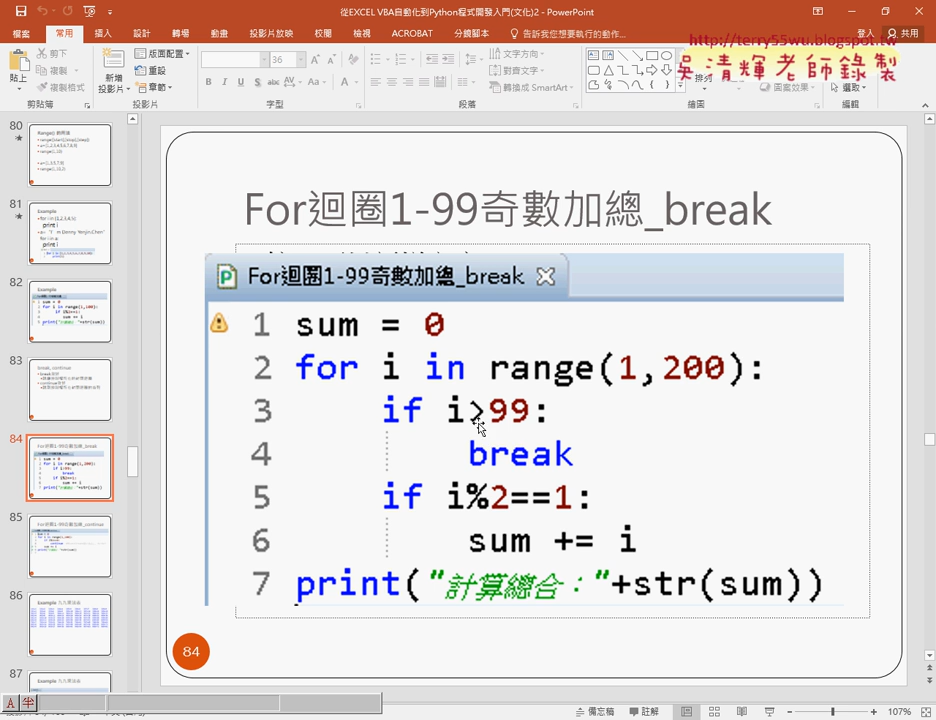 從EXCEL VBA自動化到Python程式開發入門(文化)2 - PowerPoint
檔案 常用 插入 設計 轉場 動畫 投影片放映 校閱 檢視 ACROBAT 分鏡腳本 告訴我您想要執行的動作... 登入 共用
http://terry55wu.blogspot.tw
吳清輝老師錄製
貼上 剪下 複製 複製格式 剪貼簿
新增投影片 版面配置 重設 章節 投影片
36 B I U S abc AV Aa A 字型
文字方向 對齊文字 轉換成 SmartArt 段落
排列 圖案效果 繪圖 選取 編輯
80
81
82
83
84
85
86
87
For迴圈1-99奇數加總_break
For迴圈1-99奇數加總_break
1 sum = 0
2 for i in range(1,200):
3 if i>99:
4 break
5 if i%2==1:
6 sum += i
7 print("計算總合："+str(sum))
84
A 半
備忘稿 註解 107%